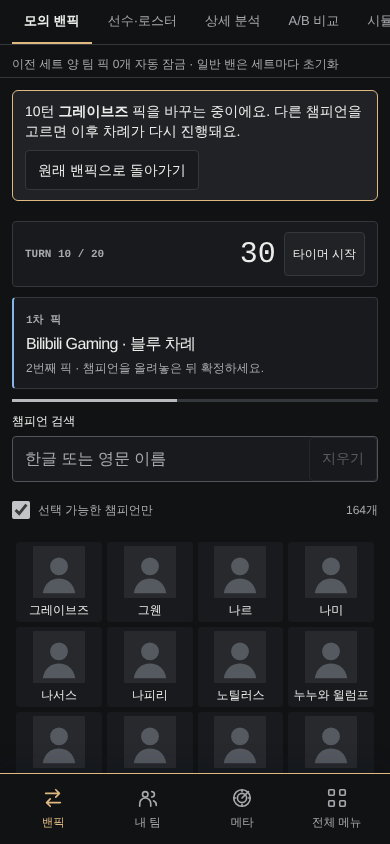 모의 밴픽 선수·로스터 상세 분석 A/B 비교
이전 세트 양 팀 픽 0개 자동 잠금 · 일반 밴은 세트마다 초기화
10턴 그레이브즈 픽을 바꾸는 중이에요. 다른 챔피언을
고르면 이후 차례가 다시 진행돼요.
원래 밴픽으로 돌아가기
TURN 10 / 20 30 타이머 시작
1차 픽
Bilibili Gaming · 블루 차례
2번째 픽 · 챔피언을 올려놓은 뒤 확정하세요.
챔피언 검색
한글 또는 영문 이름 지우기
선택 가능한 챔피언만 164개
그레이브즈 그웬 나르 나미
나서스 나피리 노틸러스 누누와 윌럼프
밴픽 내 팀 메타 전체 메뉴